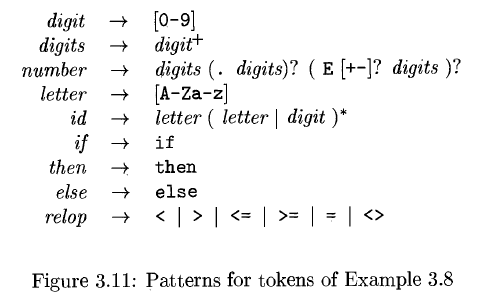 digit → [0-9]
digits → digit+
number → digits (. digits)? ( E [+-]? digits )?
letter → [A-Za-z]
id → letter ( letter | digit )*
if → if
then → then
else → else
relop → < | > | <= | >= | = | <>
Figure 3.11: Patterns for tokens of Example 3.8